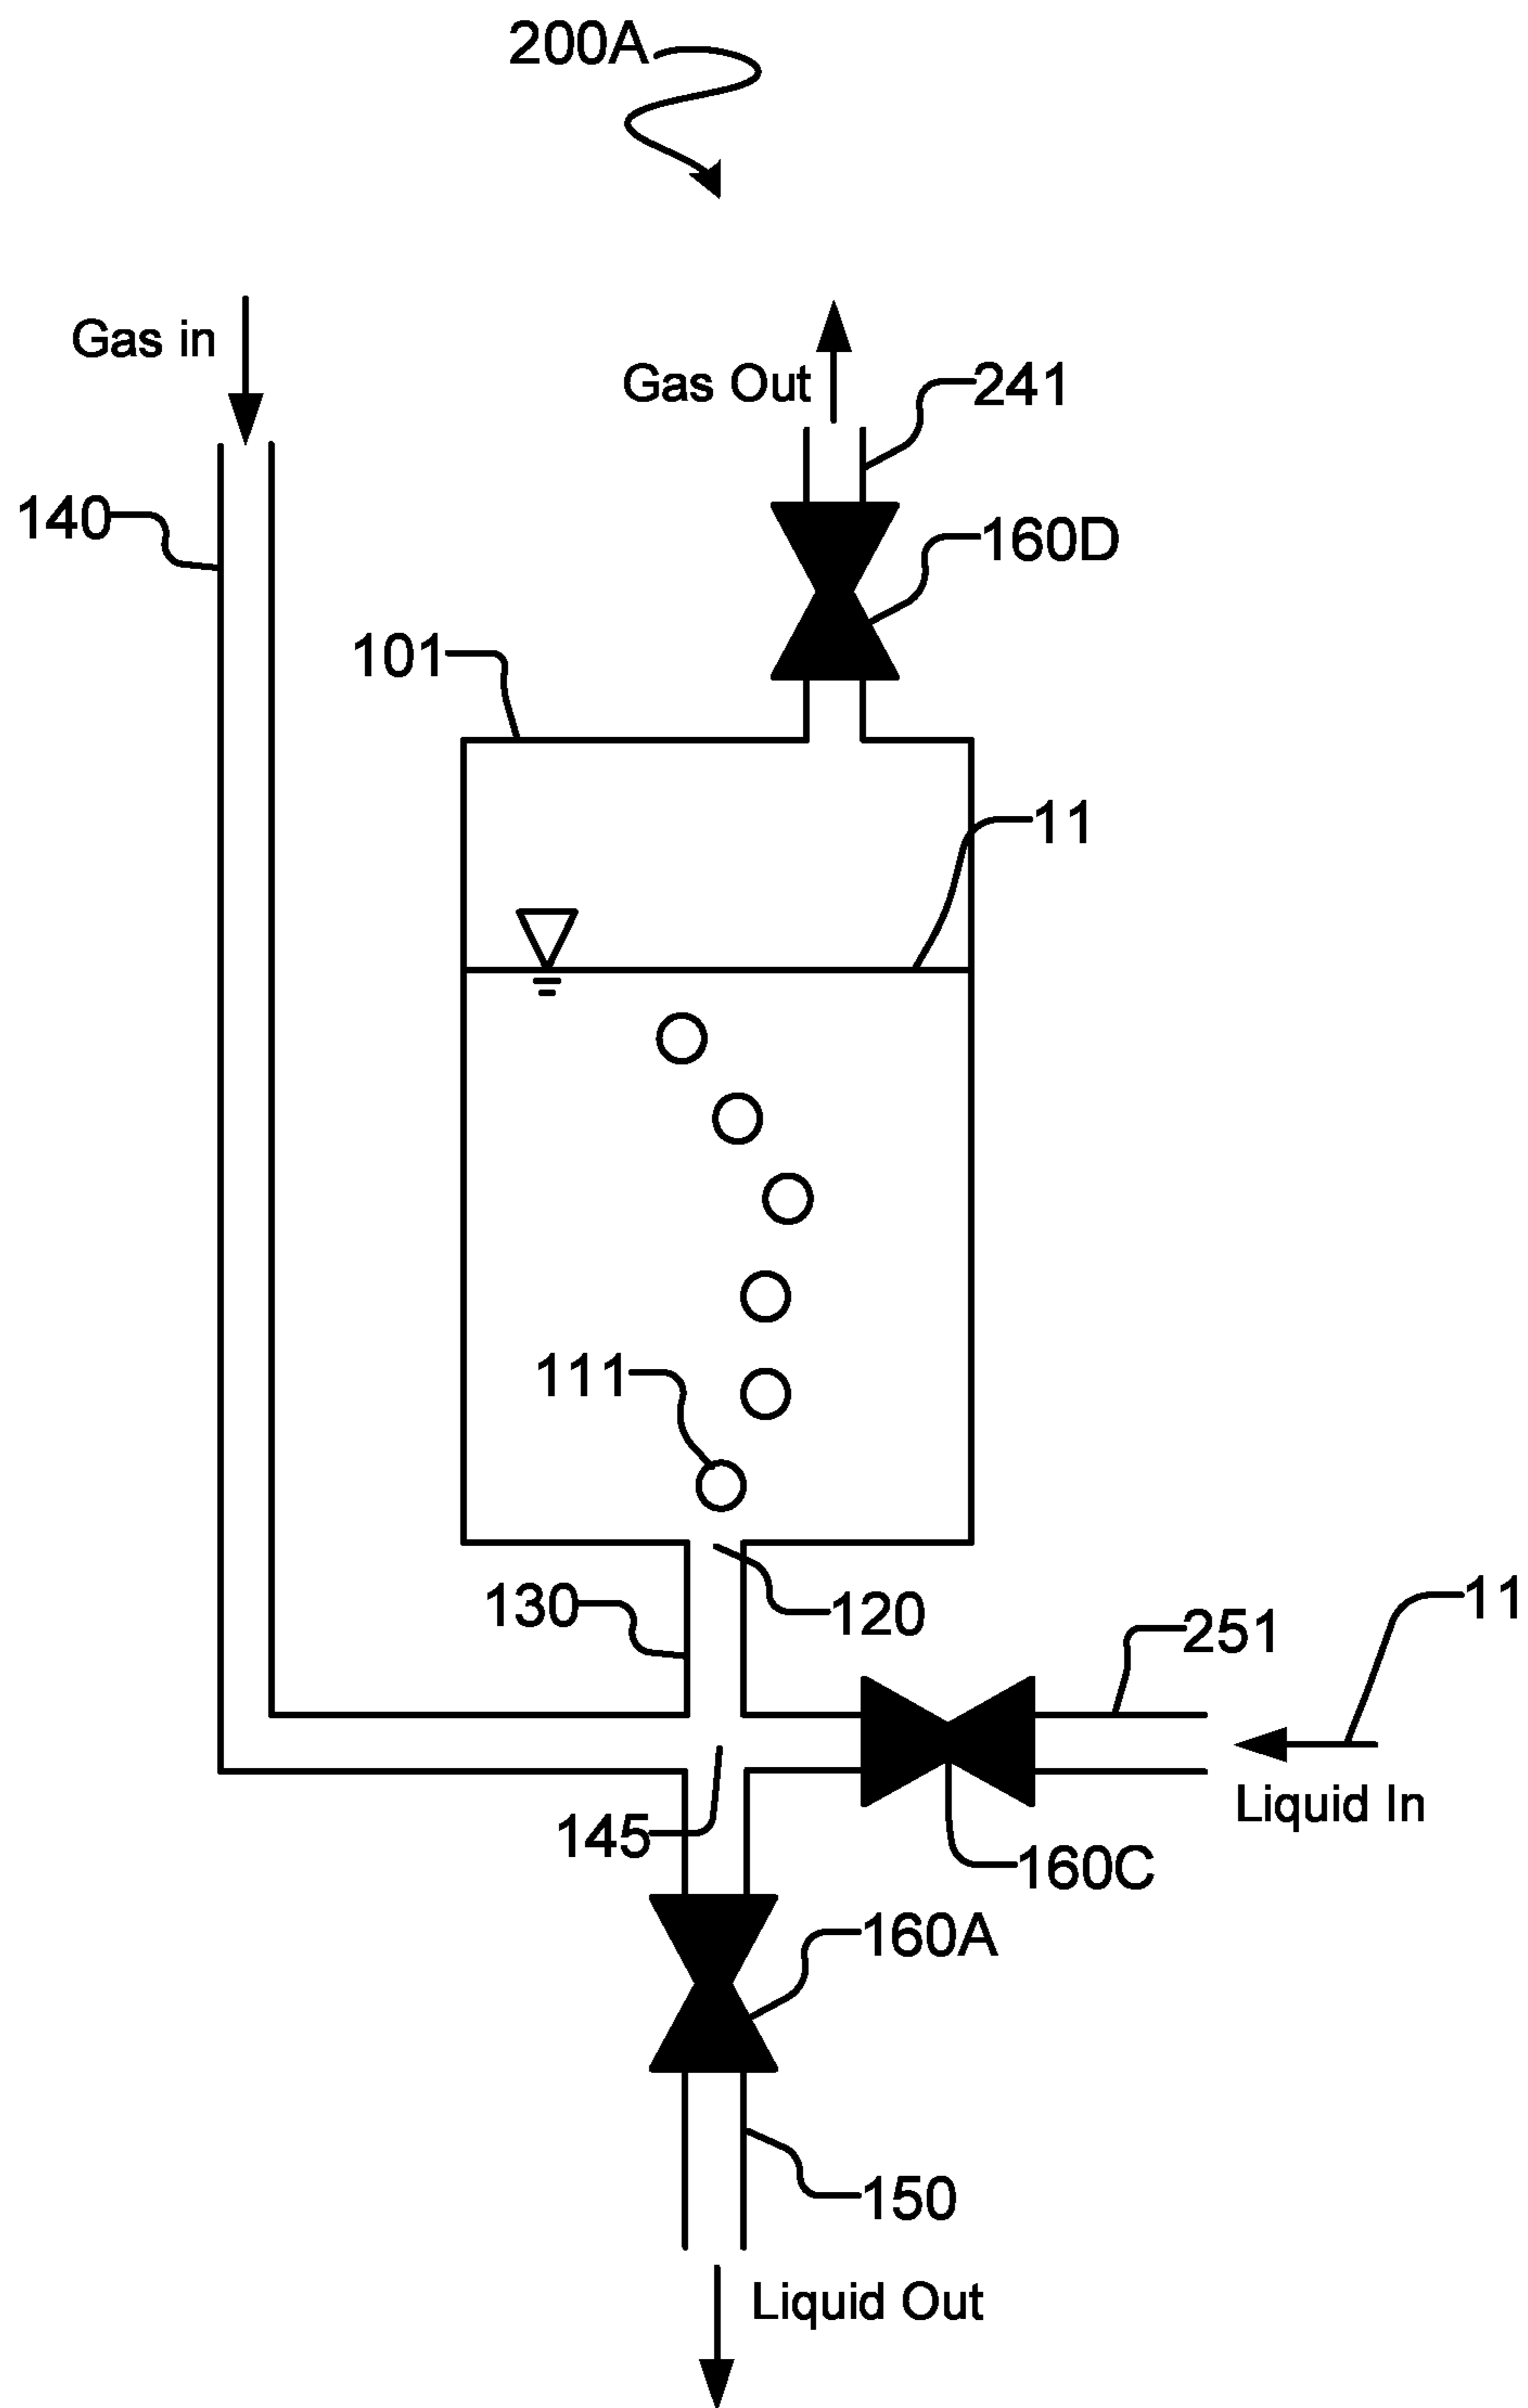 200A
Gas in
Gas Out
241
140
160D
101
11
111
130
120
11
251
Liquid In
145
160C
160A
150
Liquid Out